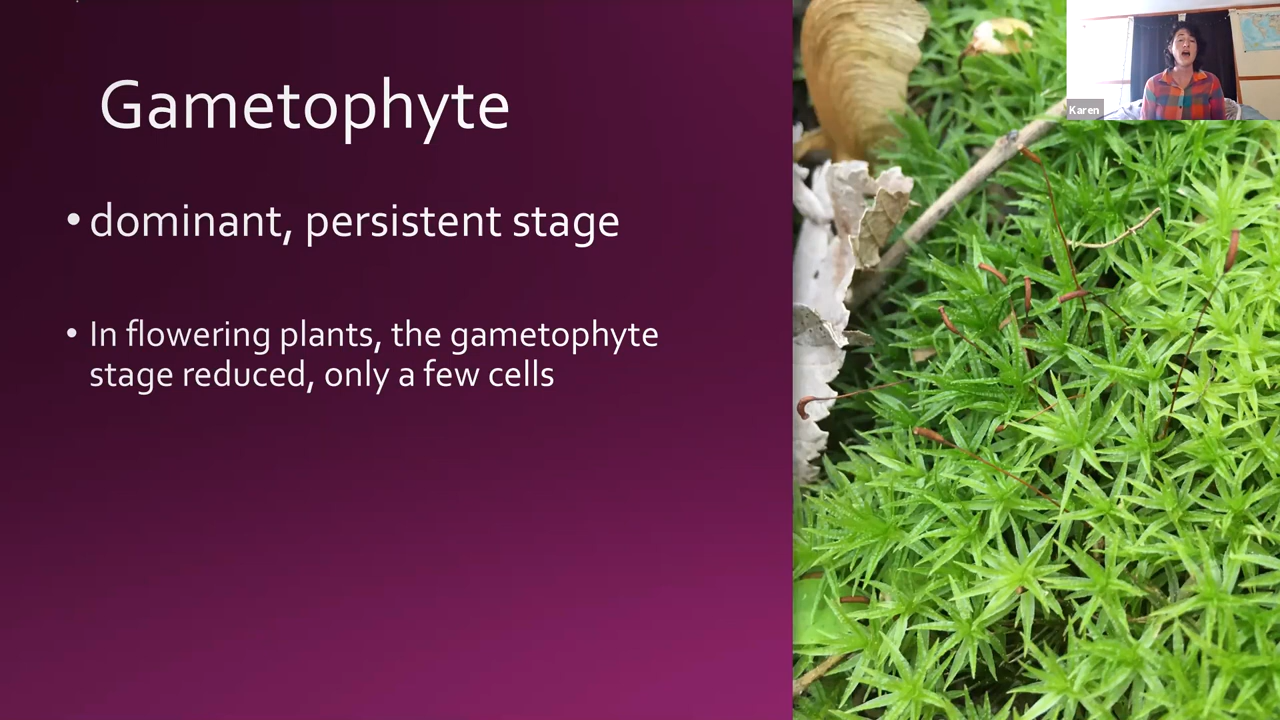 Gametophyte
• dominant, persistent stage
• In flowering plants, the gametophyte
stage reduced, only a few cells
Karen